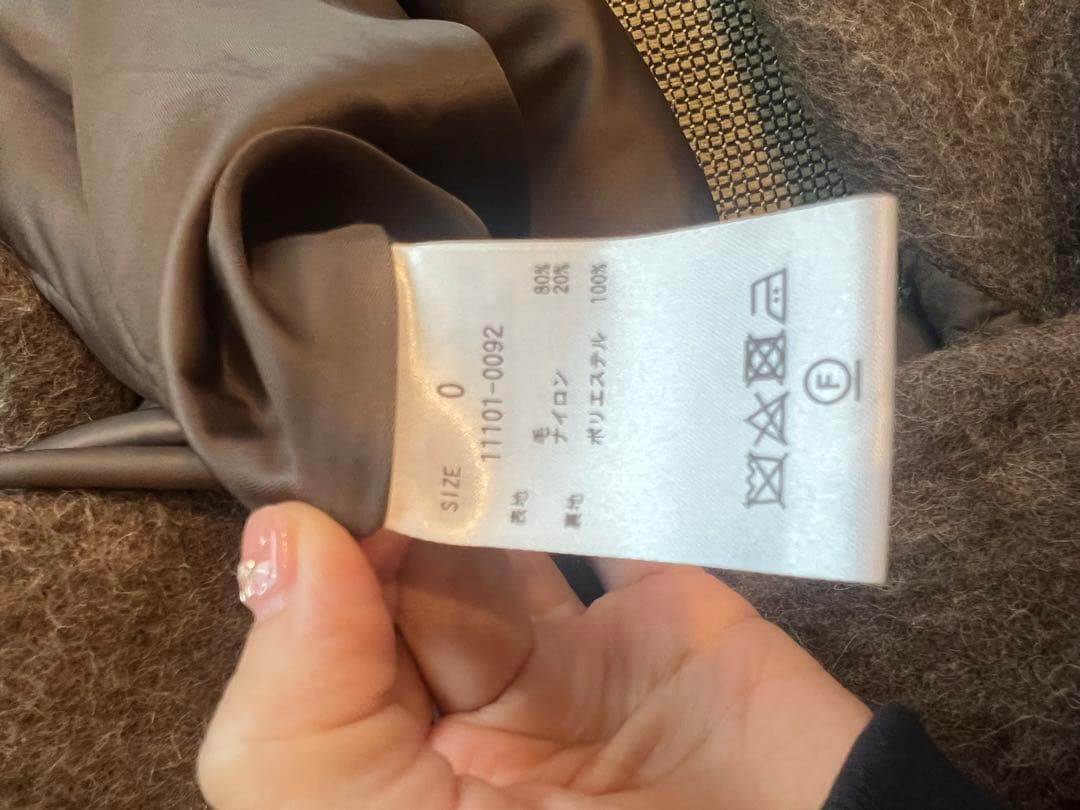 SIZE 0
11101-0092
表地 毛 80%
ナイロン 20%
裏地 ポリエステル 100%
F